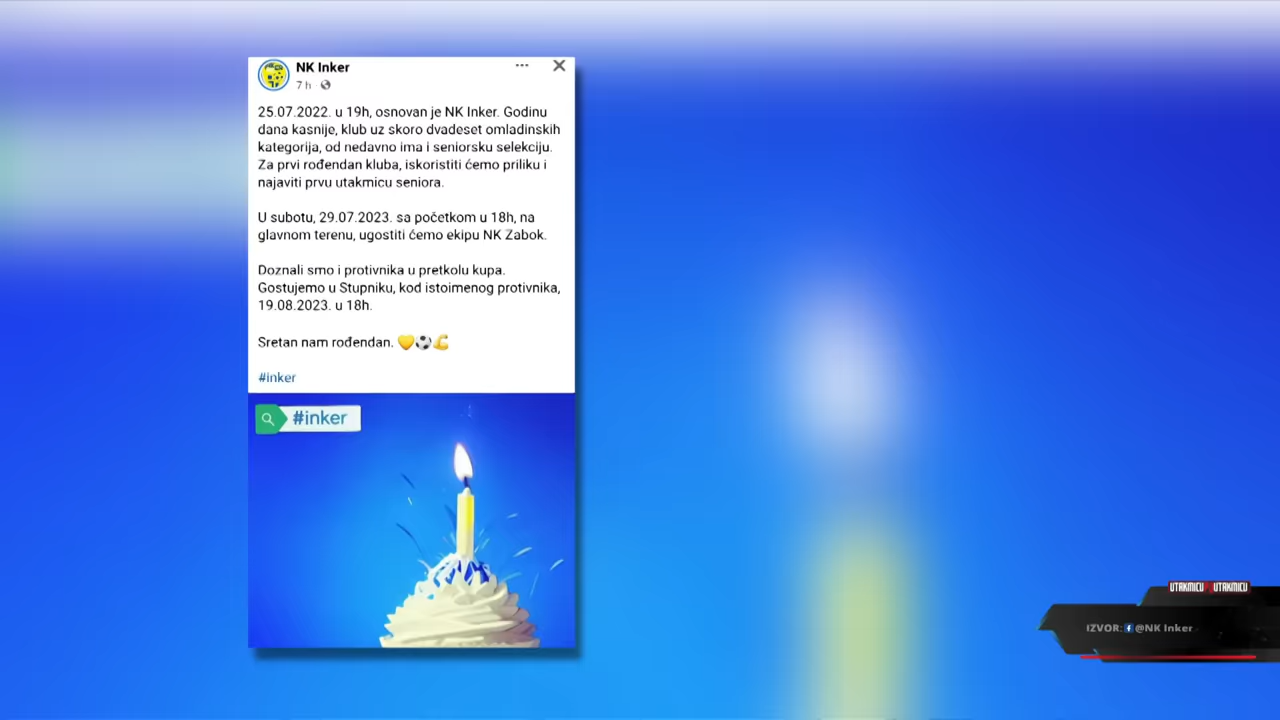 NK Inker
7 h
25.07.2022. u 19h, osnovan je NK Inker. Godinu
dana kasnije, klub uz skoro dvadeset omladinskih
kategorija, od nedavno ima i seniorsku selekciju.
Za prvi rođendan kluba, iskoristiti ćemo priliku i
najaviti prvu utakmicu seniora.
U subotu, 29.07.2023. sa početkom u 18h, na
glavnom terenu, ugostiti ćemo ekipu NK Zabok.
Doznali smo i protivnika u pretkolu kupa.
Gostujemo u Stupniku, kod istoimenog protivnika,
19.08.2023. u 18h.
Sretan nam rođendan. 💛⚽💪
#inker
#inker
UTAKMICU PO UTAKMICU
IZVOR: @NK Inker